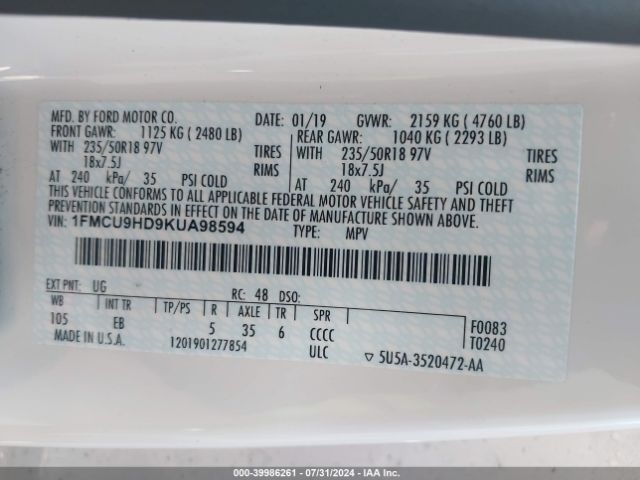 MFD. BY FORD MOTOR CO. DATE: 01/19 GVWR: 2159 KG (4760 LB)
FRONT GAWR: 1125 KG (2480 LB) REAR GAWR: 1040 KG (2293 LB)
WITH 235/50R18 97V TIRES WITH 235/50R18 97V TIRES
18x7.5J RIMS 18x7.5J RIMS
AT 240 kPa/ 35 PSI COLD AT 240 kPa/ 35 PSI COLD
THIS VEHICLE CONFORMS TO ALL APPLICABLE FEDERAL MOTOR VEHICLE SAFETY AND THEFT
PREVENTION STANDARDS IN EFFECT ON THE DATE OF MANUFACTURE SHOWN ABOVE.
VIN: 1FMCU9HD9KUA98594 TYPE: MPV
EXT PNT: UG RC: 48 DSO:
WB INT TR TP/PS R AXLE TR SPR F0083
105 EB 5 35 6 CCCC T0240
MADE IN U.S.A. 1201901277854 ULC ▽ 5U5A-3520472-AA
000-39986261 - 07/31/2024 - IAA Inc.